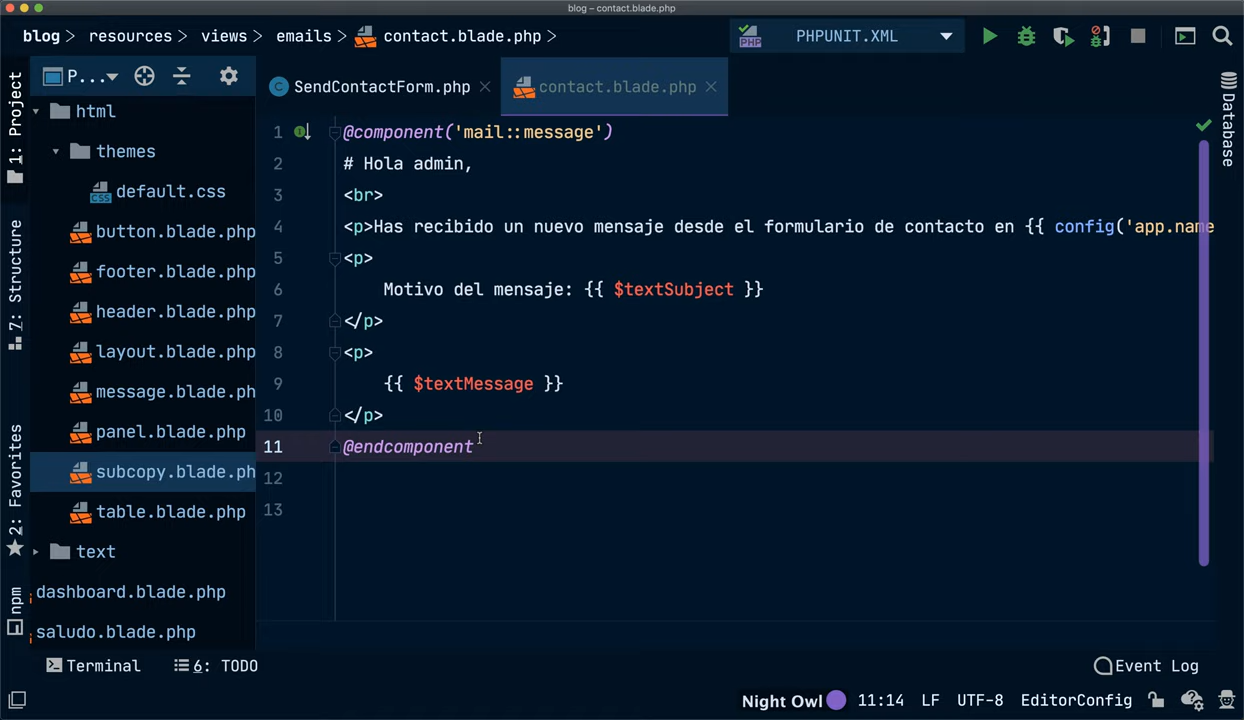 blog – contact.blade.php
blog > resources > views > emails > contact.blade.php >
PHPUNIT.XML
1: Project
P...
SendContactForm.php
contact.blade.php
Database
html
themes
default.css
button.blade.php
footer.blade.php
header.blade.php
layout.blade.php
message.blade.php
panel.blade.php
subcopy.blade.ph
table.blade.php
text
dashboard.blade.php
saludo.blade.php
7: Structure
2: Favorites
npm
1 @component('mail::message')
2 # Hola admin,
3 <br>
4 <p>Has recibido un nuevo mensaje desde el formulario de contacto en {{ config('app.name
5 <p>
6 Motivo del mensaje: {{ $textSubject }}
7 </p>
8 <p>
9 {{ $textMessage }}
10 </p>
11 @endcomponent
12
13
Terminal
6: TODO
Event Log
Night Owl
11:14
LF
UTF-8
EditorConfig